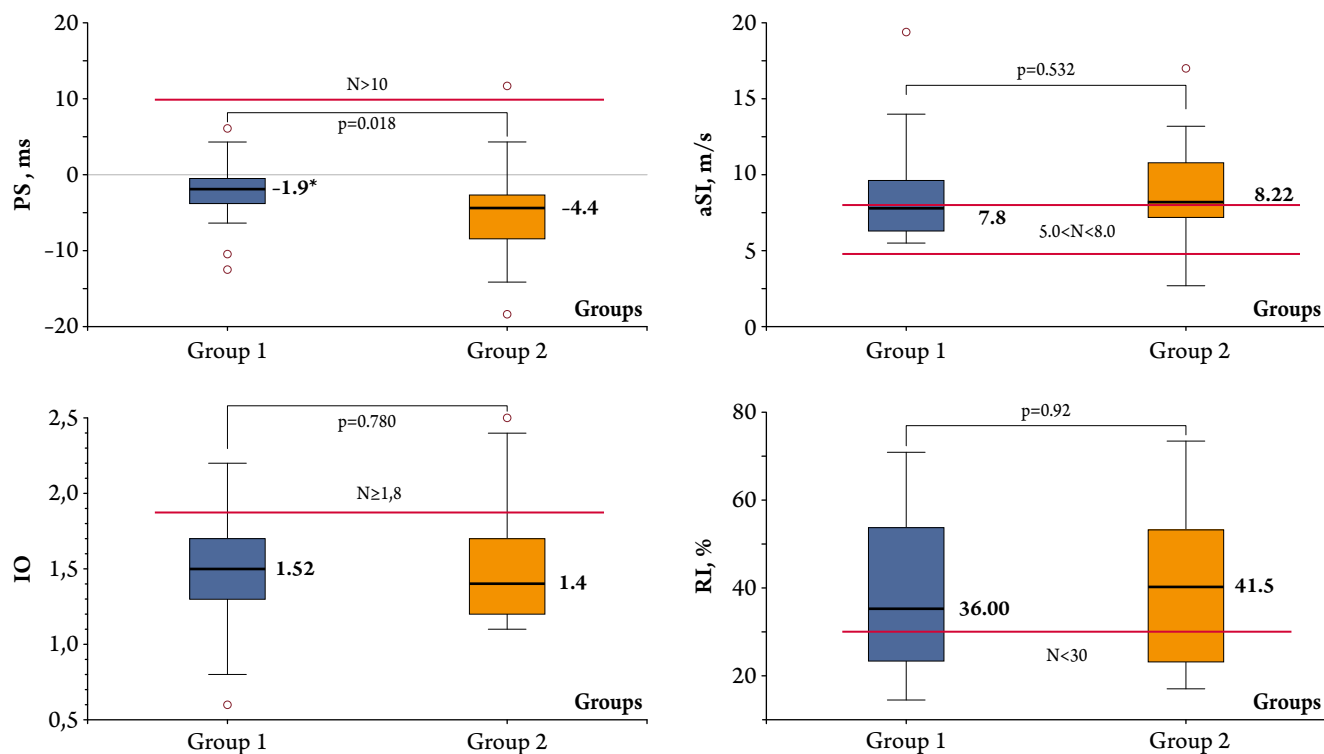 20
10
0
-10
-20
PS, ms
N>10
p=0.018
-1.9*
-4.4
Groups
Group 1
Group 2
20
15
10
5
0
aSI, m/s
p=0.532
7.8
8.22
5.0<N<8.0
Groups
Group 1
Group 2
2,5
2,0
1,5
1,0
0,5
IO
p=0.780
N≥1,8
1.52
1.4
Groups
Group 1
Group 2
80
60
40
20
RI, %
p=0.92
36.00
41.5
N<30
Groups
Group 1
Group 2